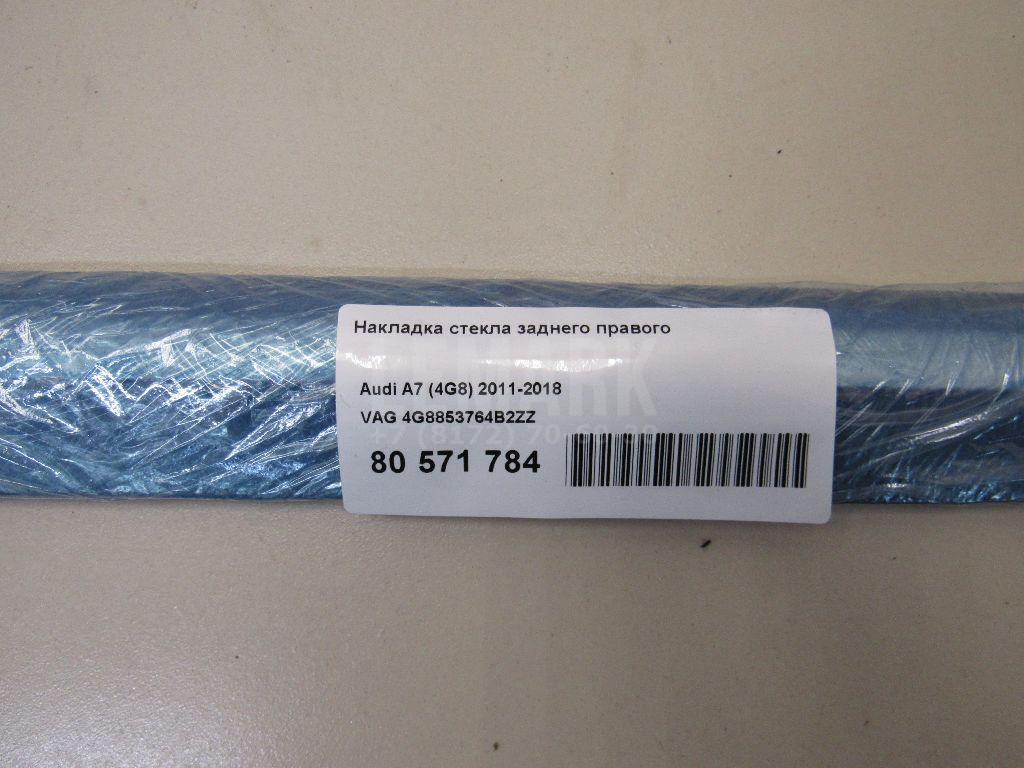 Накладка стекла заднего правого
Audi A7 (4G8) 2011-2018
VAG 4G8853764B2ZZ
80 571 784